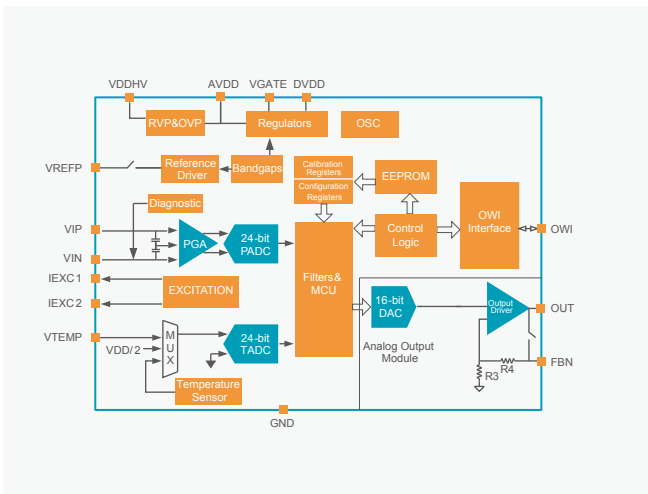 VDDHV
AVDD
VGATE
DVDD
RVP&OVP
Regulators
OSC
VREFP
Reference
Driver
Bandgaps
Calibration
Registers
Configuration
Registers
EEPROM
Diagnostic
VIP
VIN
PGA
24-bit
PADC
Filters&
MCU
Control
Logic
OWI
Interface
OWI
IEXC1
IEXC2
EXCITATION
16-bit
DAC
Output
Driver
OUT
Analog Output
Module
VTEMP
VDD/2
M
U
X
24-bit
TADC
Temperature
Sensor
R3
R4
FBN
GND